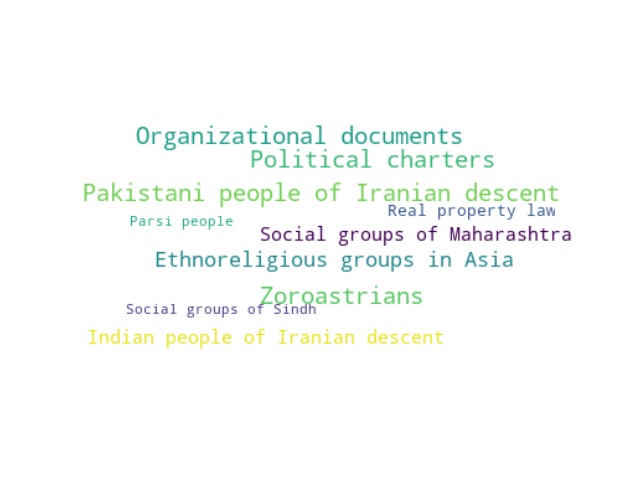 Organizational documents
Political charters
Pakistani people of Iranian descent
Real property law
Parsi people
Social groups of Maharashtra
Ethnoreligious groups in Asia
Zoroastrians
Social groups of Sindh
Indian people of Iranian descent